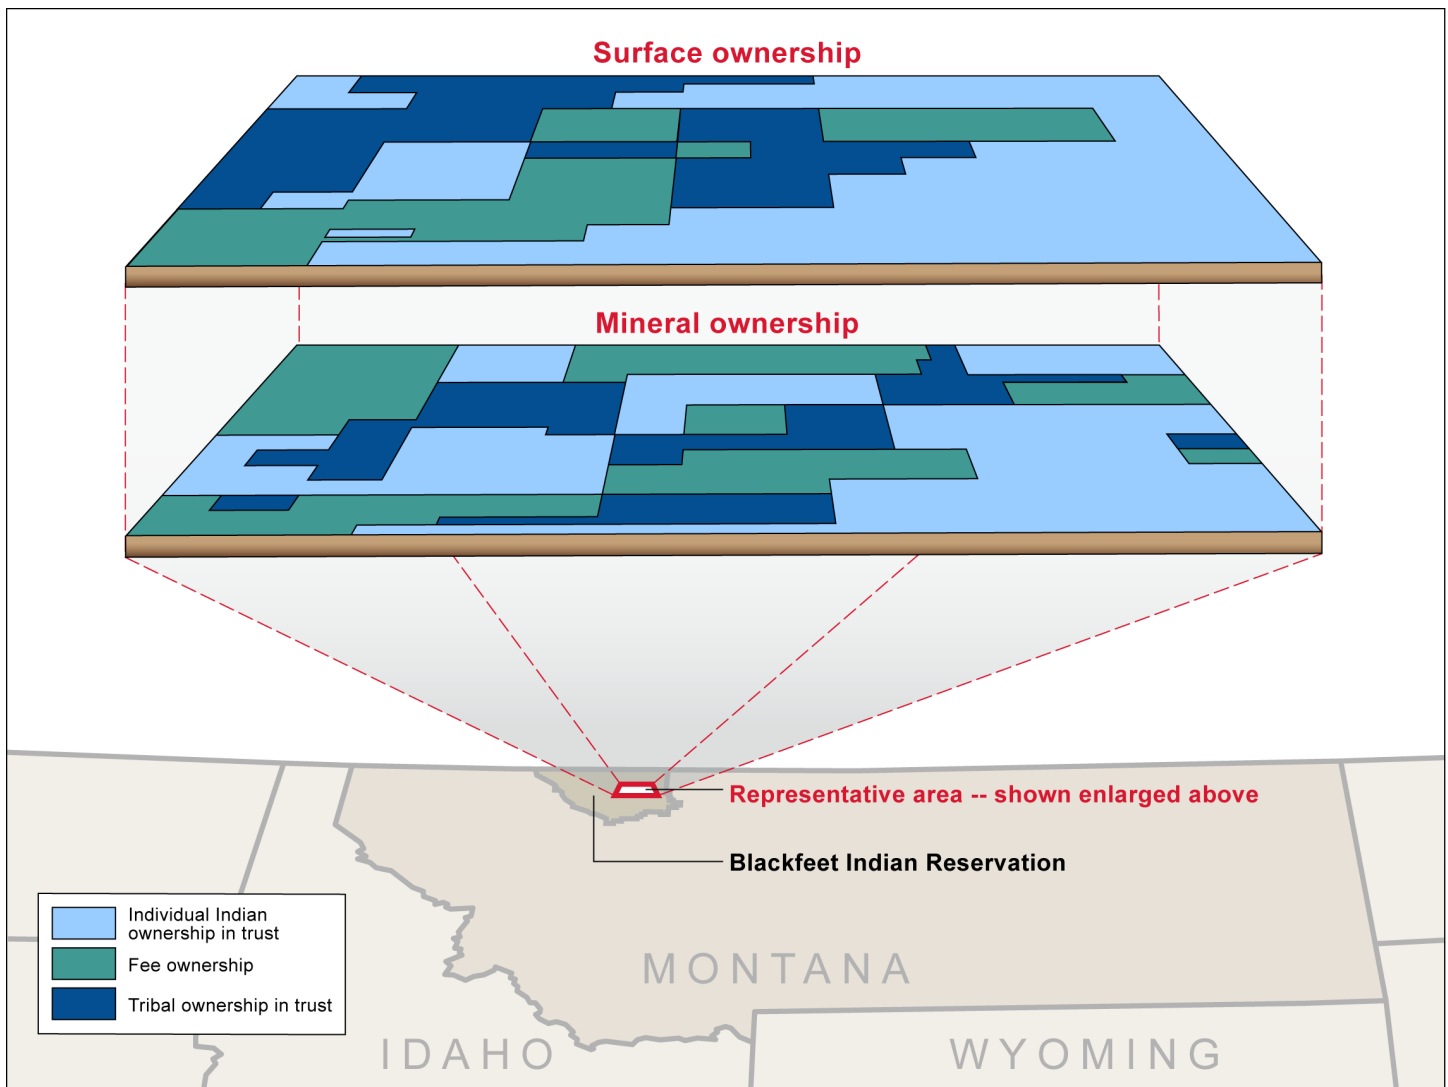 Surface ownership
Mineral ownership
Representative area -- shown enlarged above
Blackfeet Indian Reservation
Individual Indian
ownership in trust
Fee ownership
Tribal ownership in trust
MONTANA
IDAHO
WYOMING